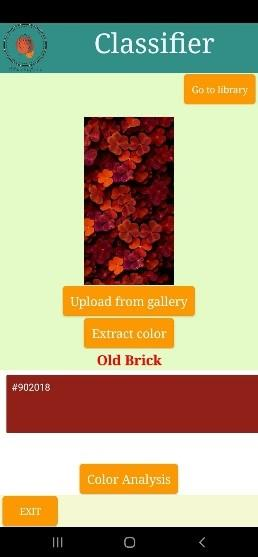 Classifier
Go to library
Upload from gallery
Extract color
Old Brick
#902018
Color Analysis
EXIT